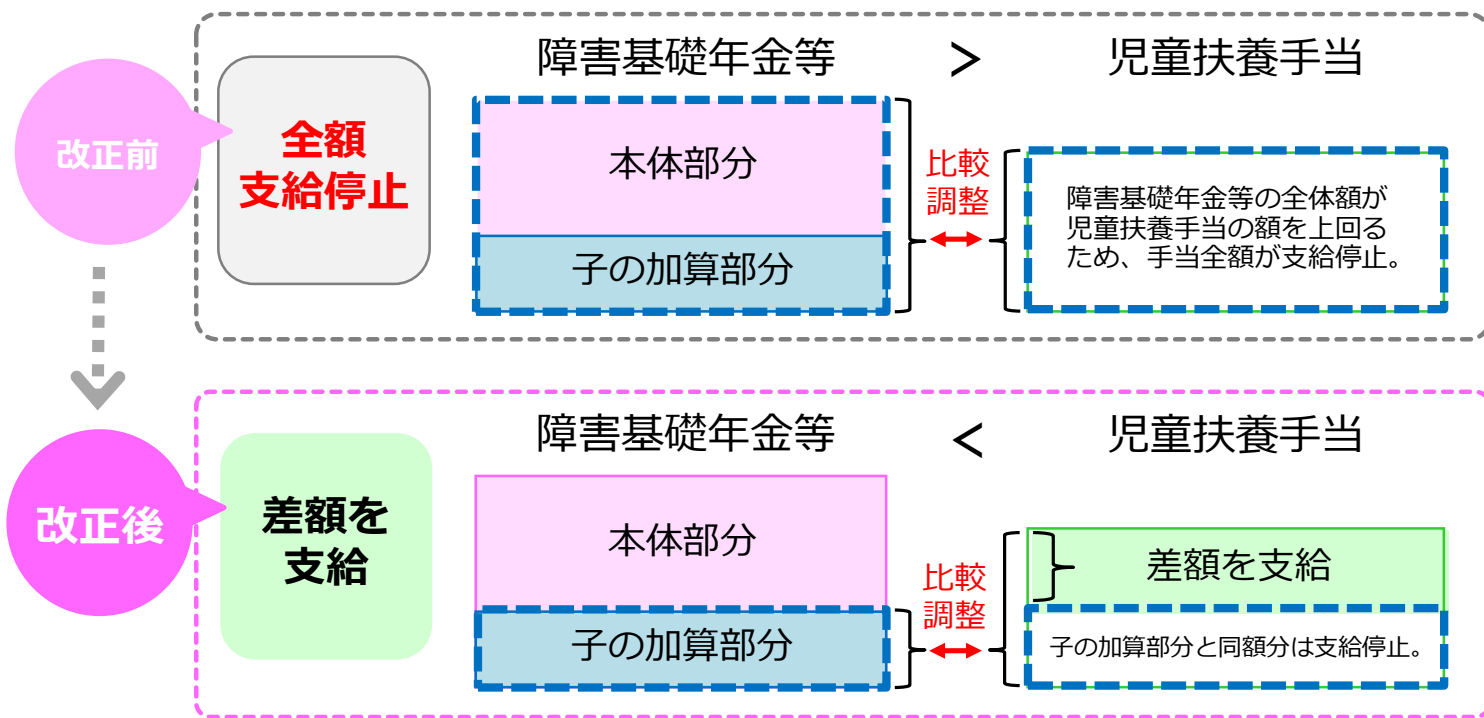 障害基礎年金等 > 児童扶養手当
改正前
全額
支給停止
本体部分
子の加算部分
比較
調整
障害基礎年金等の全体額が
児童扶養手当の額を上回る
ため、手当全額が支給停止。
障害基礎年金等 < 児童扶養手当
改正後
差額を
支給
本体部分
子の加算部分
比較
調整
差額を支給
子の加算部分と同額分は支給停止。